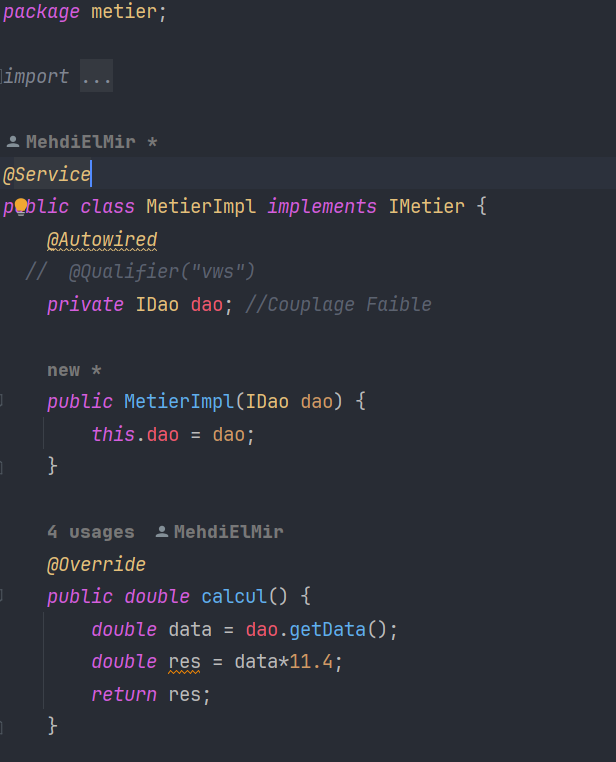 package metier;
import ...
MehdiElMir *
@Service
public class MetierImpl implements IMetier {
@Autowired
//  @Qualifier("vws")
private IDao dao; //Couplage Faible
new *
public MetierImpl(IDao dao) {
this.dao = dao;
}
4 usages MehdiElMir
@Override
public double calcul() {
double data = dao.getData();
double res = data*11.4;
return res;
}